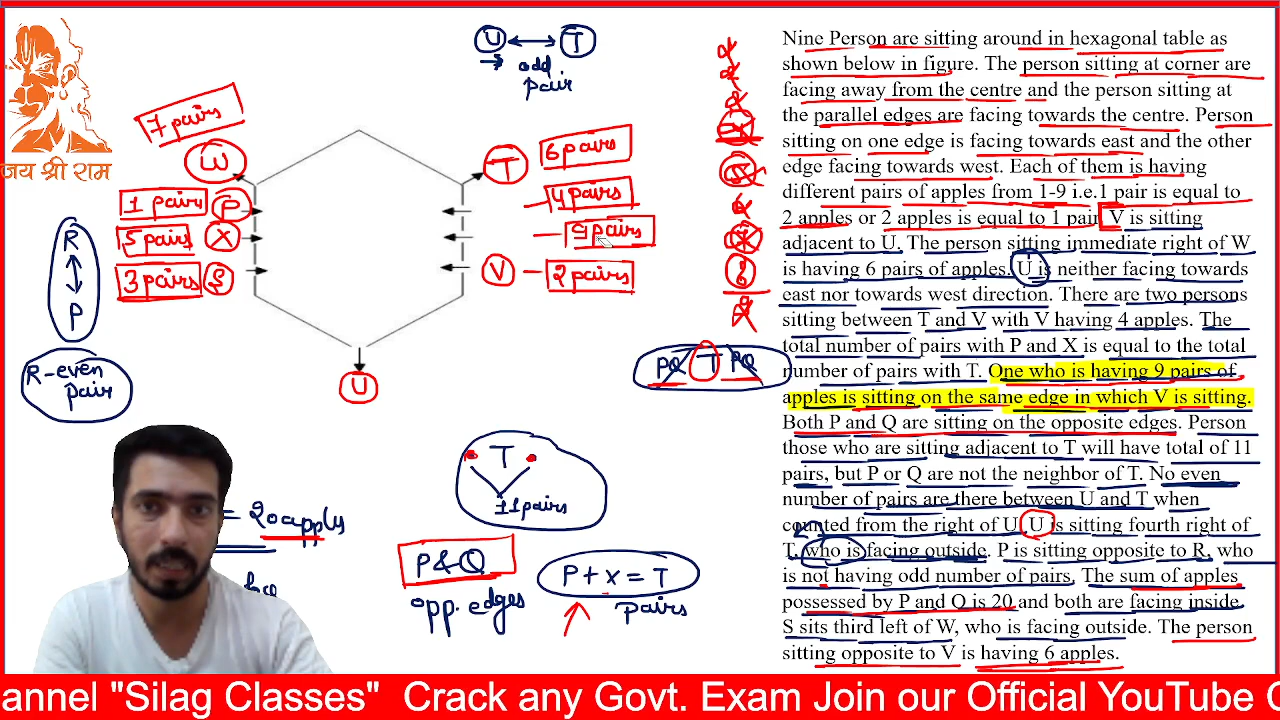 जय श्री राम
U ↔ T
odd
pair
7 pairs
W
T
6 pairs
1 pairs
P
4 pairs
5 pairs
X
9 pairs
3 pairs
S
V
2 pairs
R
P
R-even
pair
U
PQ T PQ
T
11 pairs
= 20 apply
P&Q
opp. edges
P + x = T
pairs
Nine Person are sitting around in hexagonal table as
shown below in figure. The person sitting at corner are
facing away from the centre and the person sitting at
the parallel edges are facing towards the centre. Person
sitting on one edge is facing towards east and the other
edge facing towards west. Each of them is having
different pairs of apples from 1-9 i.e.1 pair is equal to
2 apples or 2 apples is equal to 1 pair. V is sitting
adjacent to U. The person sitting immediate right of W
is having 6 pairs of apples. U is neither facing towards
east nor towards west direction. There are two persons
sitting between T and V with V having 4 apples. The
total number of pairs with P and X is equal to the total
number of pairs with T. One who is having 9 pairs of
apples is sitting on the same edge in which V is sitting.
Both P and Q are sitting on the opposite edges. Person
those who are sitting adjacent to T will have total of 11
pairs, but P or Q are not the neighbor of T. No even
number of pairs are there between U and T when
counted from the right of U. U is sitting fourth right of
T, who is facing outside. P is sitting opposite to R, who
is not having odd number of pairs. The sum of apples
possessed by P and Q is 20 and both are facing inside.
S sits third left of W, who is facing outside. The person
sitting opposite to V is having 6 apples.
annel "Silag Classes" Crack any Govt. Exam Join our Official YouTube C